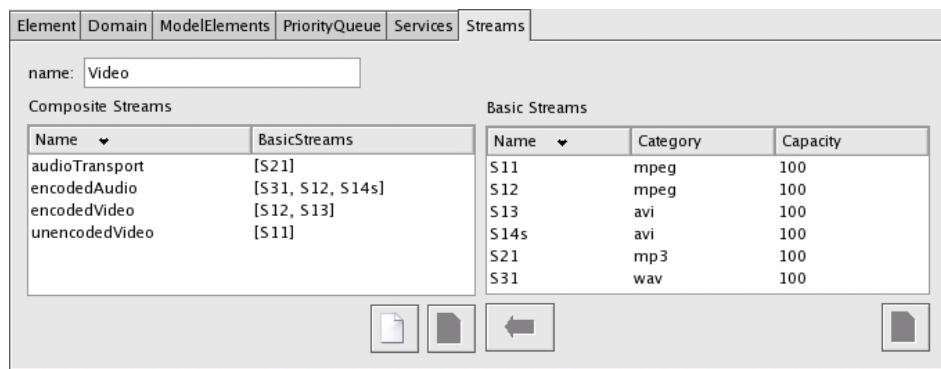 Element Domain ModelElements PriorityQueue Services Streams
name: Video
Composite Streams
Name BasicStreams
audioTransport [S21]
encodedAudio [S31, S12, S14s]
encodedVideo [S12, S13]
unencodedVideo [S11]
Basic Streams
Name Category Capacity
S11 mpeg 100
S12 mpeg 100
S13 avi 100
S14s avi 100
S21 mp3 100
S31 wav 100